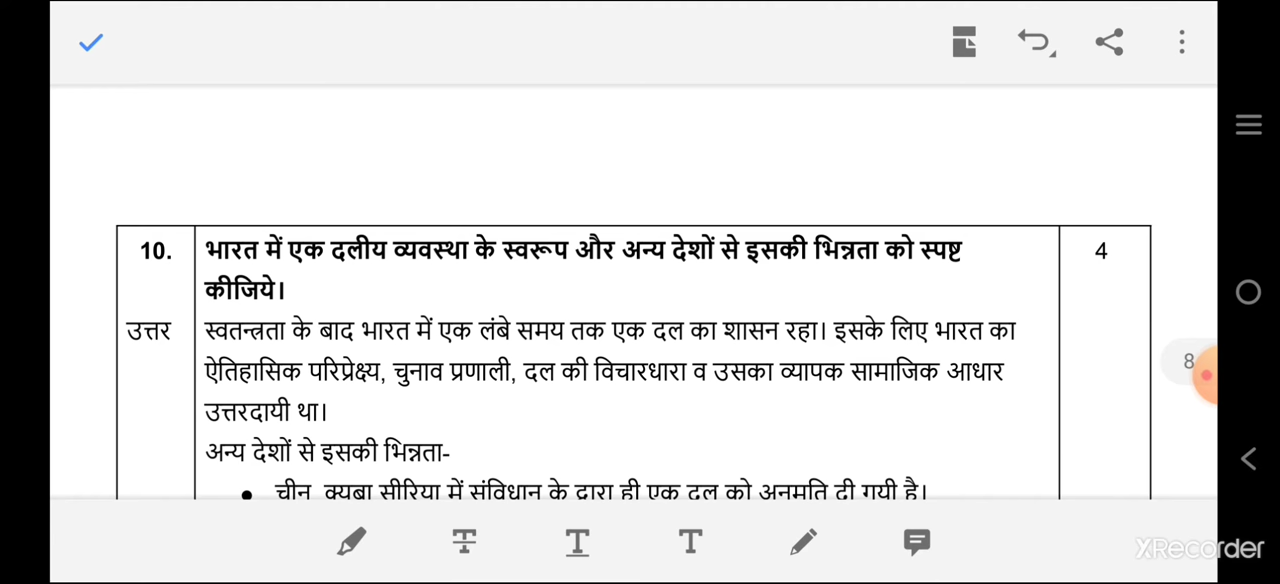 10. भारत में एक दलीय व्यवस्था के स्वरूप और अन्य देशों से इसकी भिन्नता को स्पष्ट 4
कीजिये।
उत्तर स्वतन्त्रता के बाद भारत में एक लंबे समय तक एक दल का शासन रहा। इसके लिए भारत का
ऐतिहासिक परिप्रेक्ष्य, चुनाव प्रणाली, दल की विचारधारा व उसका व्यापक सामाजिक आधार
8
उत्तरदायी था।
अन्य देशों से इसकी भिन्नता-
• चीन क्यूबा सीरिया में संविधान के द्वारा ही एक दल को अनुमति दी गयी है।
T T T
XRecorder